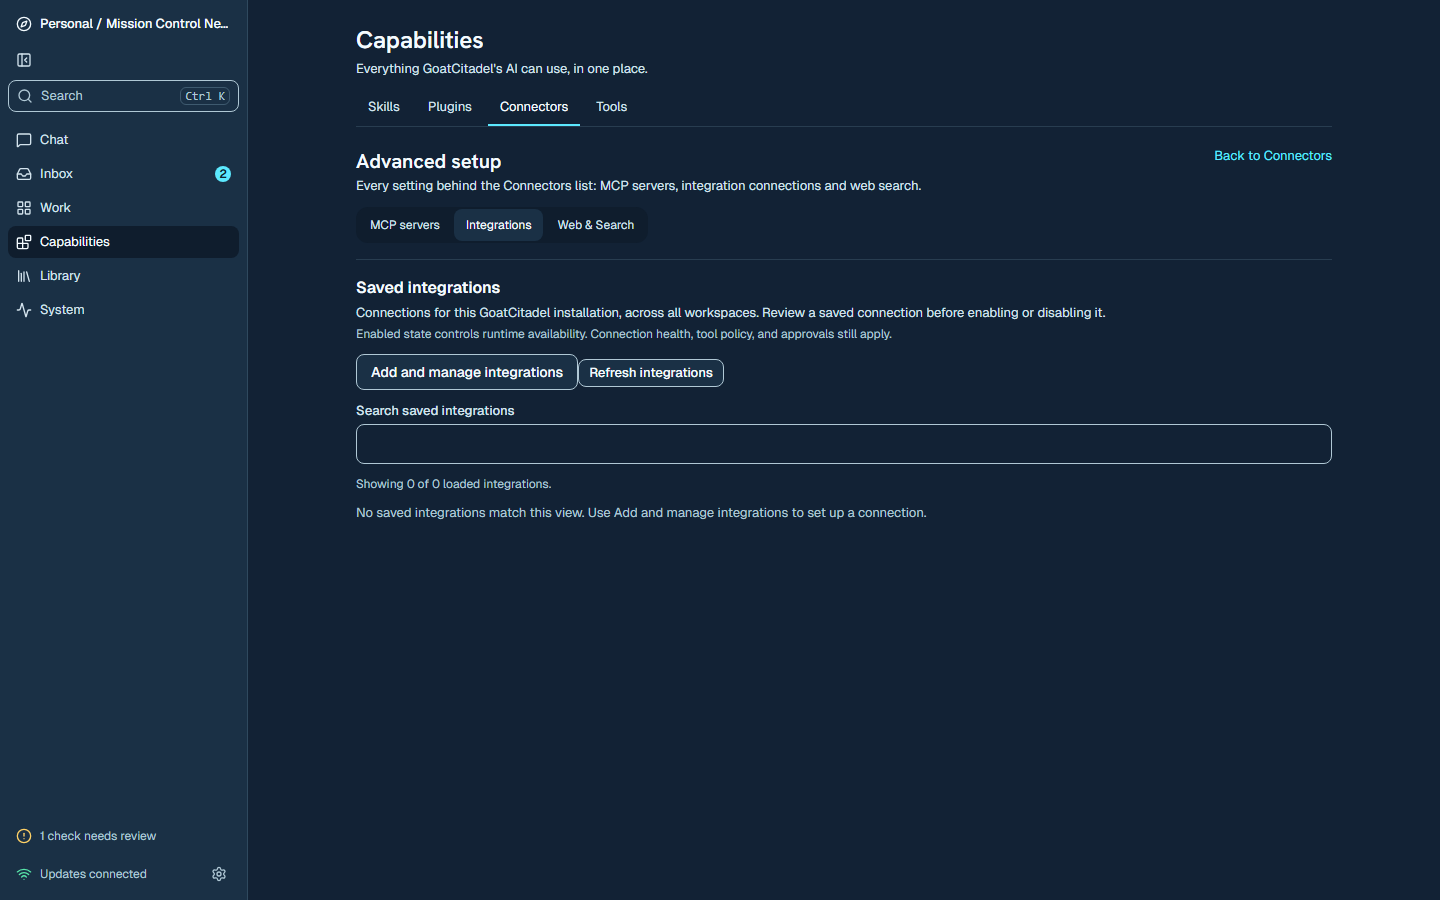 Personal / Mission Control Ne...
Search
Ctrl K
Chat
Inbox
2
Work
Capabilities
Library
System
1 check needs review
Updates connected
Capabilities
Everything GoatCitadel's AI can use, in one place.
Skills
Plugins
Connectors
Tools
Advanced setup
Back to Connectors
Every setting behind the Connectors list: MCP servers, integration connections and web search.
MCP servers
Integrations
Web & Search
Saved integrations
Connections for this GoatCitadel installation, across all workspaces. Review a saved connection before enabling or disabling it.
Enabled state controls runtime availability. Connection health, tool policy, and approvals still apply.
Add and manage integrations
Refresh integrations
Search saved integrations
Showing 0 of 0 loaded integrations.
No saved integrations match this view. Use Add and manage integrations to set up a connection.